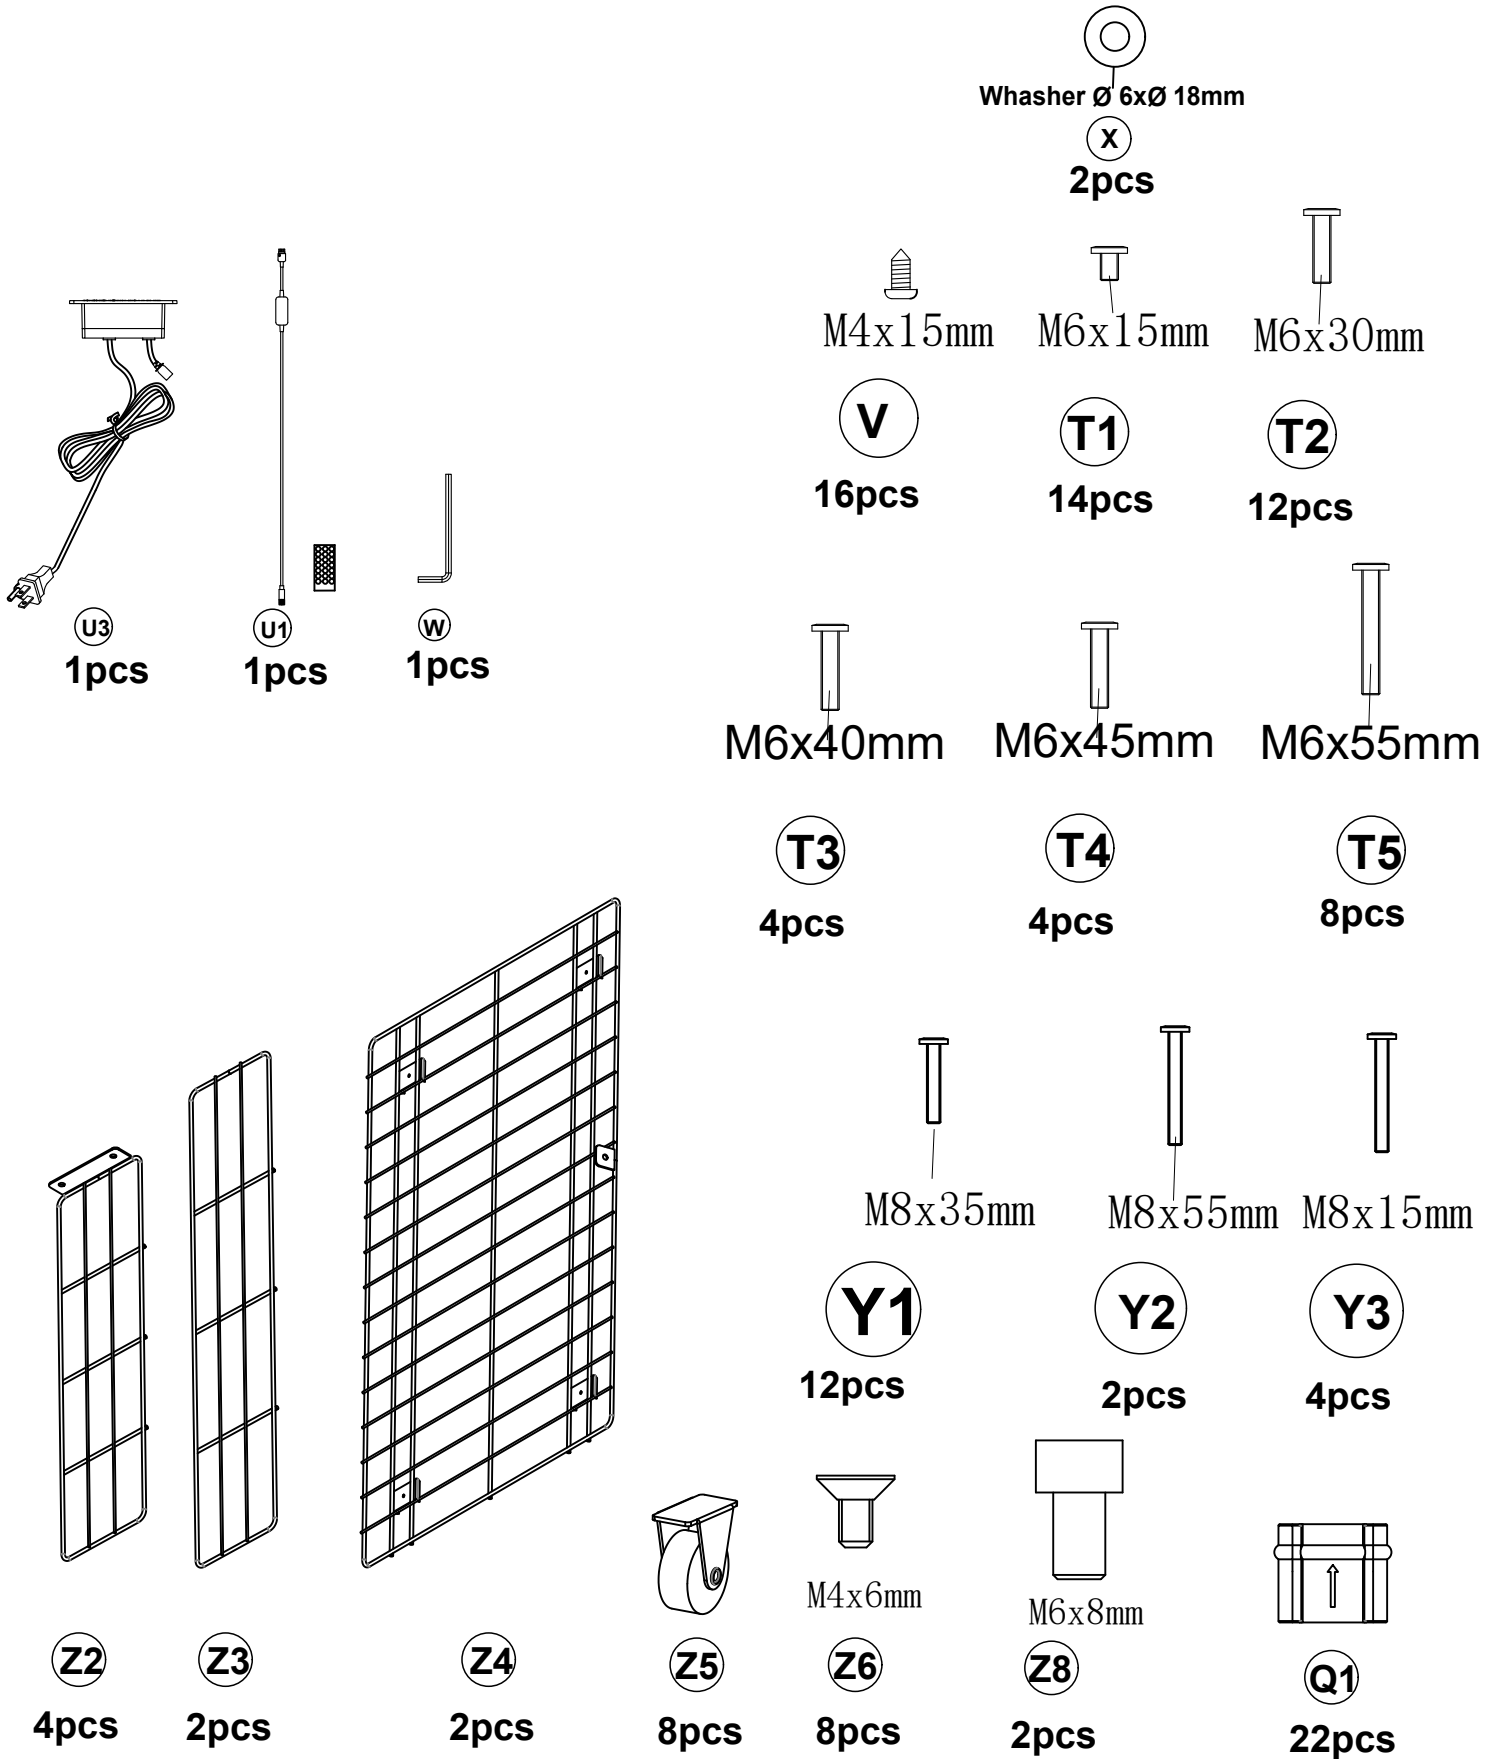 Whasher Ø 6xØ 18mm
X
2pcs
M4x15mm
M6x15mm
M6x30mm
V
T1
T2
16pcs
14pcs
12pcs
U3
U1
W
1pcs
1pcs
1pcs
M6x40mm
M6x45mm
M6x55mm
T3
T4
T5
4pcs
4pcs
8pcs
M8x35mm
M8x55mm
M8x15mm
Y1
Y2
Y3
12pcs
2pcs
4pcs
M4x6mm
M6x8mm
Z2
Z3
Z4
Z5
Z6
Z8
Q1
4pcs
2pcs
2pcs
8pcs
8pcs
2pcs
22pcs